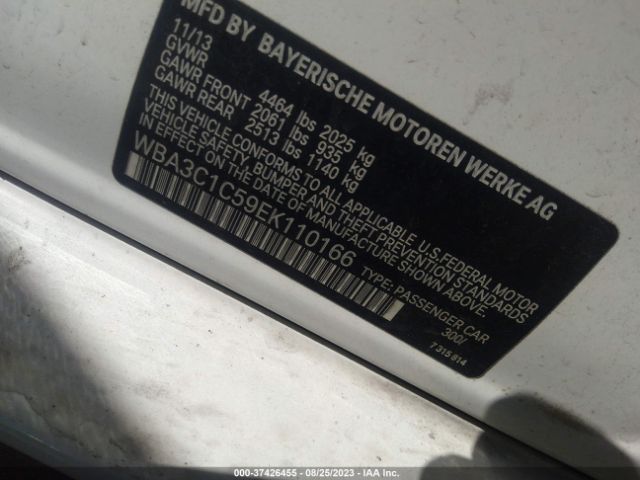 MFD BY BAYERISCHE MOTOREN WERKE AG
11/13
GVWR 4464 lbs 2025 kg
GAWR FRONT 2061 lbs 935 kg
GAWR REAR 2513 lbs 1140 kg
THIS VEHICLE CONFORMS TO ALL APPLICABLE U.S. FEDERAL MOTOR
VEHICLE SAFETY, BUMPER AND THEFT PREVENTION STANDARDS
IN EFFECT ON THE DATE OF MANUFACTURE SHOWN ABOVE.
WBA3C1C59EK110166 TYPE: PASSENGER CAR
300/
7 315 814
000-37426455 - 08/25/2023 - IAA Inc.